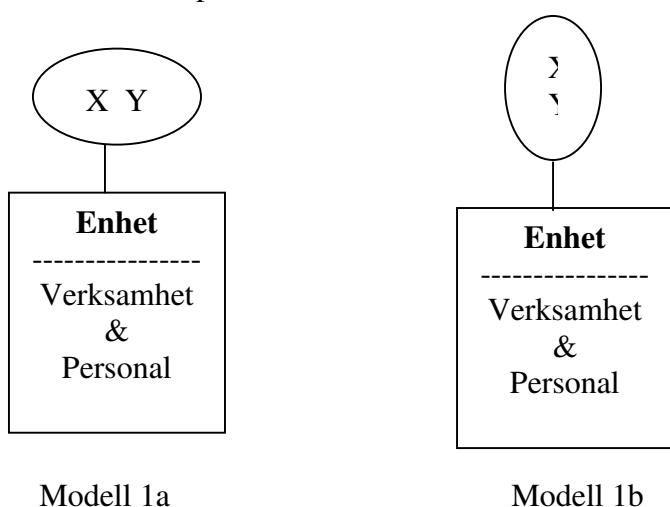 X Y
Enhet
-----------------
Verksamhet
&
Personal
Modell 1a
X
Enhet
-----------------
Verksamhet
&
Personal
Modell 1b